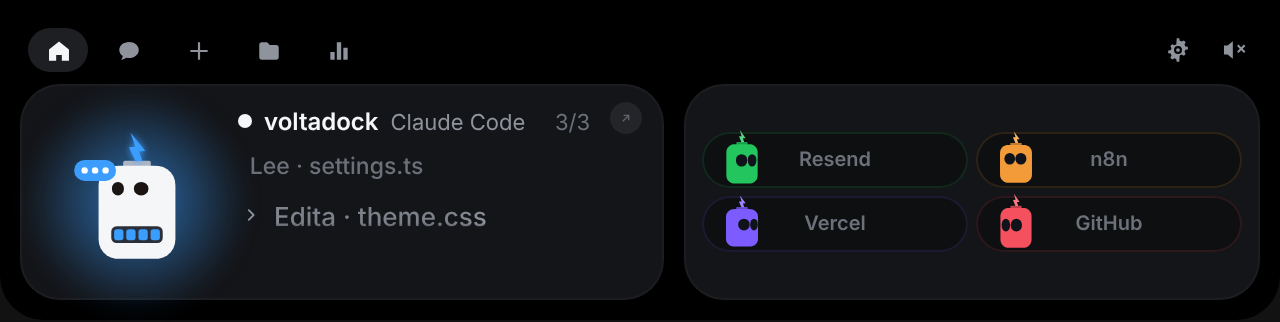 voltadock Claude Code 3/3
Lee · settings.ts
Edita · theme.css
Resend
n8n
Vercel
GitHub